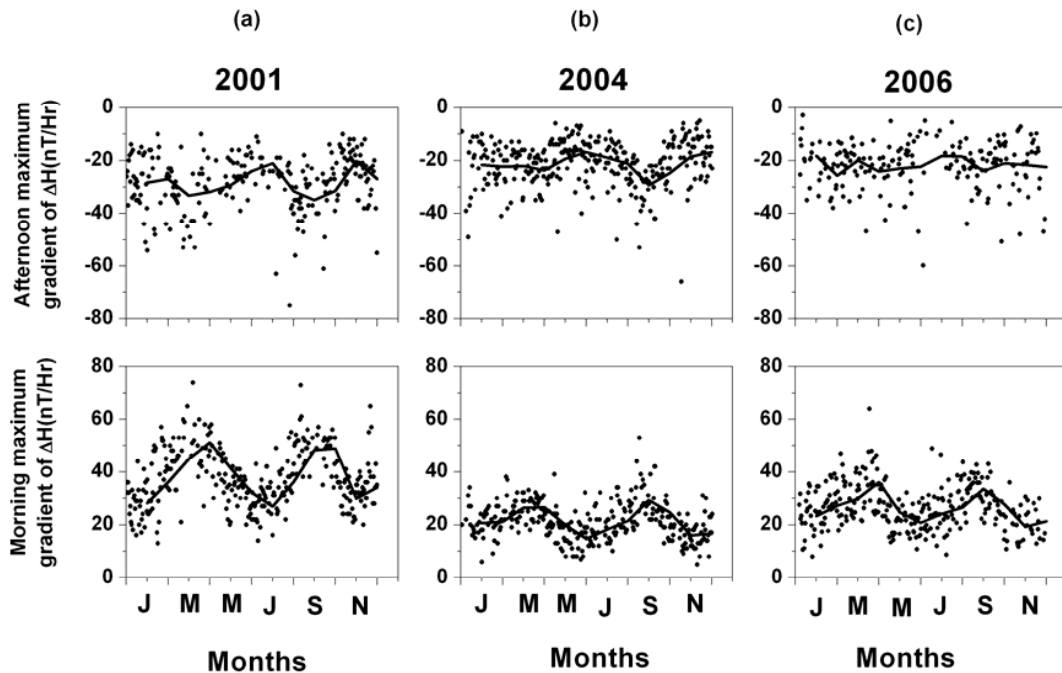 (a)
(b)
(c)
2001
2004
2006
Afternoon maximum
gradient of ΔH(nT/Hr)
0
-20
-40
-60
-80
0
-20
-40
-60
-80
0
-20
-40
-60
-80
Morning maximum
gradient of ΔH(nT/Hr)
80
60
40
20
0
80
60
40
20
0
80
60
40
20
0
J M M J S N
J M M J S N
J M M J S N
Months
Months
Months